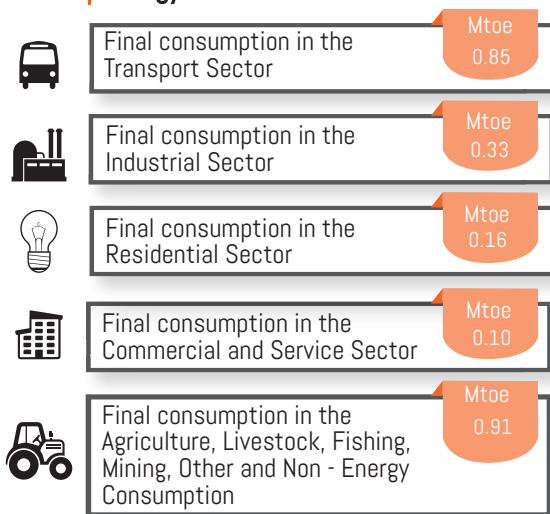 Final consumption in the
Transport Sector
Mtoe
0.85
Final consumption in the
Industrial Sector
Mtoe
0.33
Final consumption in the
Residential Sector
Mtoe
0.16
Final consumption in the
Commercial and Service Sector
Mtoe
0.10
Final consumption in the
Agriculture, Livestock, Fishing,
Mining, Other and Non - Energy
Consumption
Mtoe
0.91